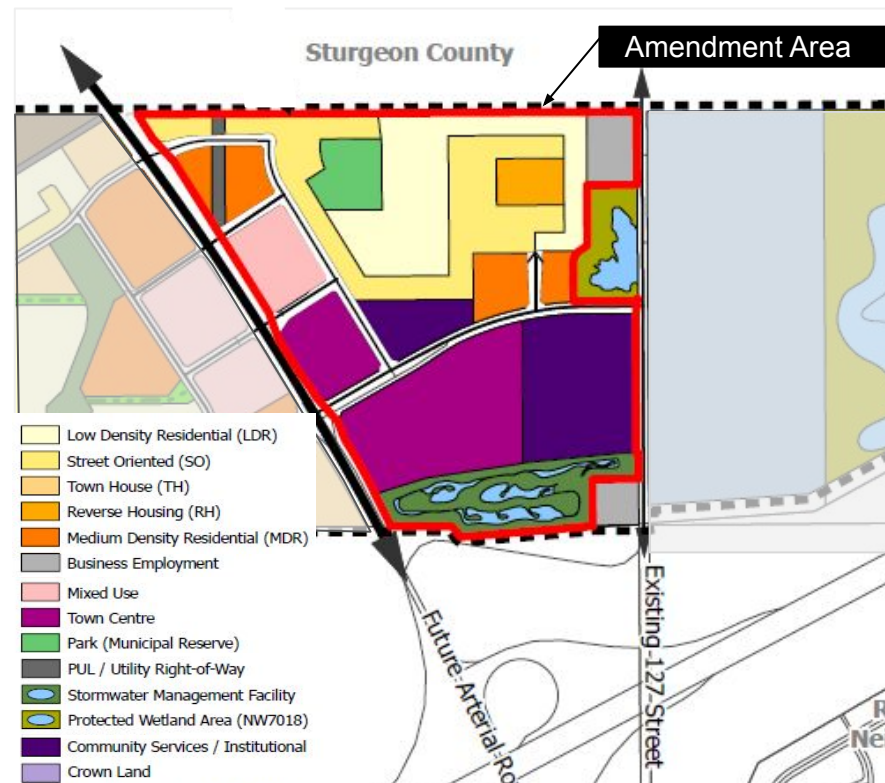 Sturgeon County
Amendment Area
Low Density Residential (LDR)
Street Oriented (SO)
Town House (TH)
Reverse Housing (RH)
Medium Density Residential (MDR)
Business Employment
Mixed Use
Town Centre
Park (Municipal Reserve)
PUL / Utility Right-of-Way
Stormwater Management Facility
Protected Wetland Area (NW7018)
Community Services / Institutional
Crown Land
Future Arterial Ro
Existing 127 Street
R
Nel